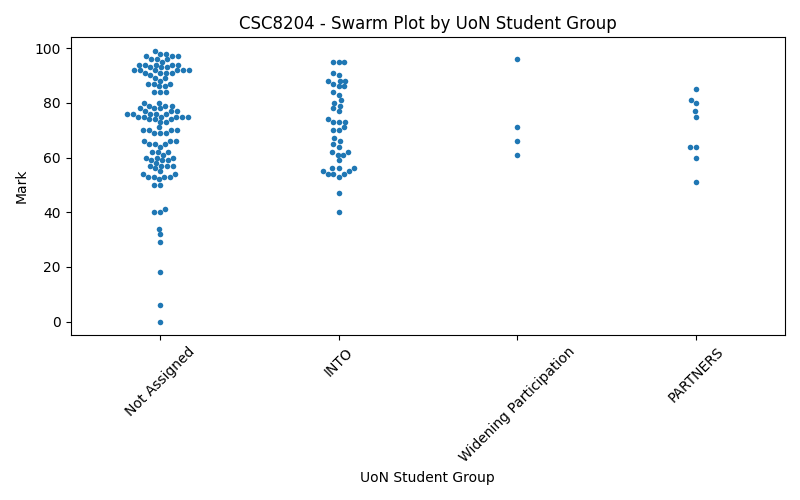 CSC8204 - Swarm Plot by UoN Student Group
100
80
60
40
20
0
Mark
Not Assigned
INTO
Widening Participation
PARTNERS
UoN Student Group